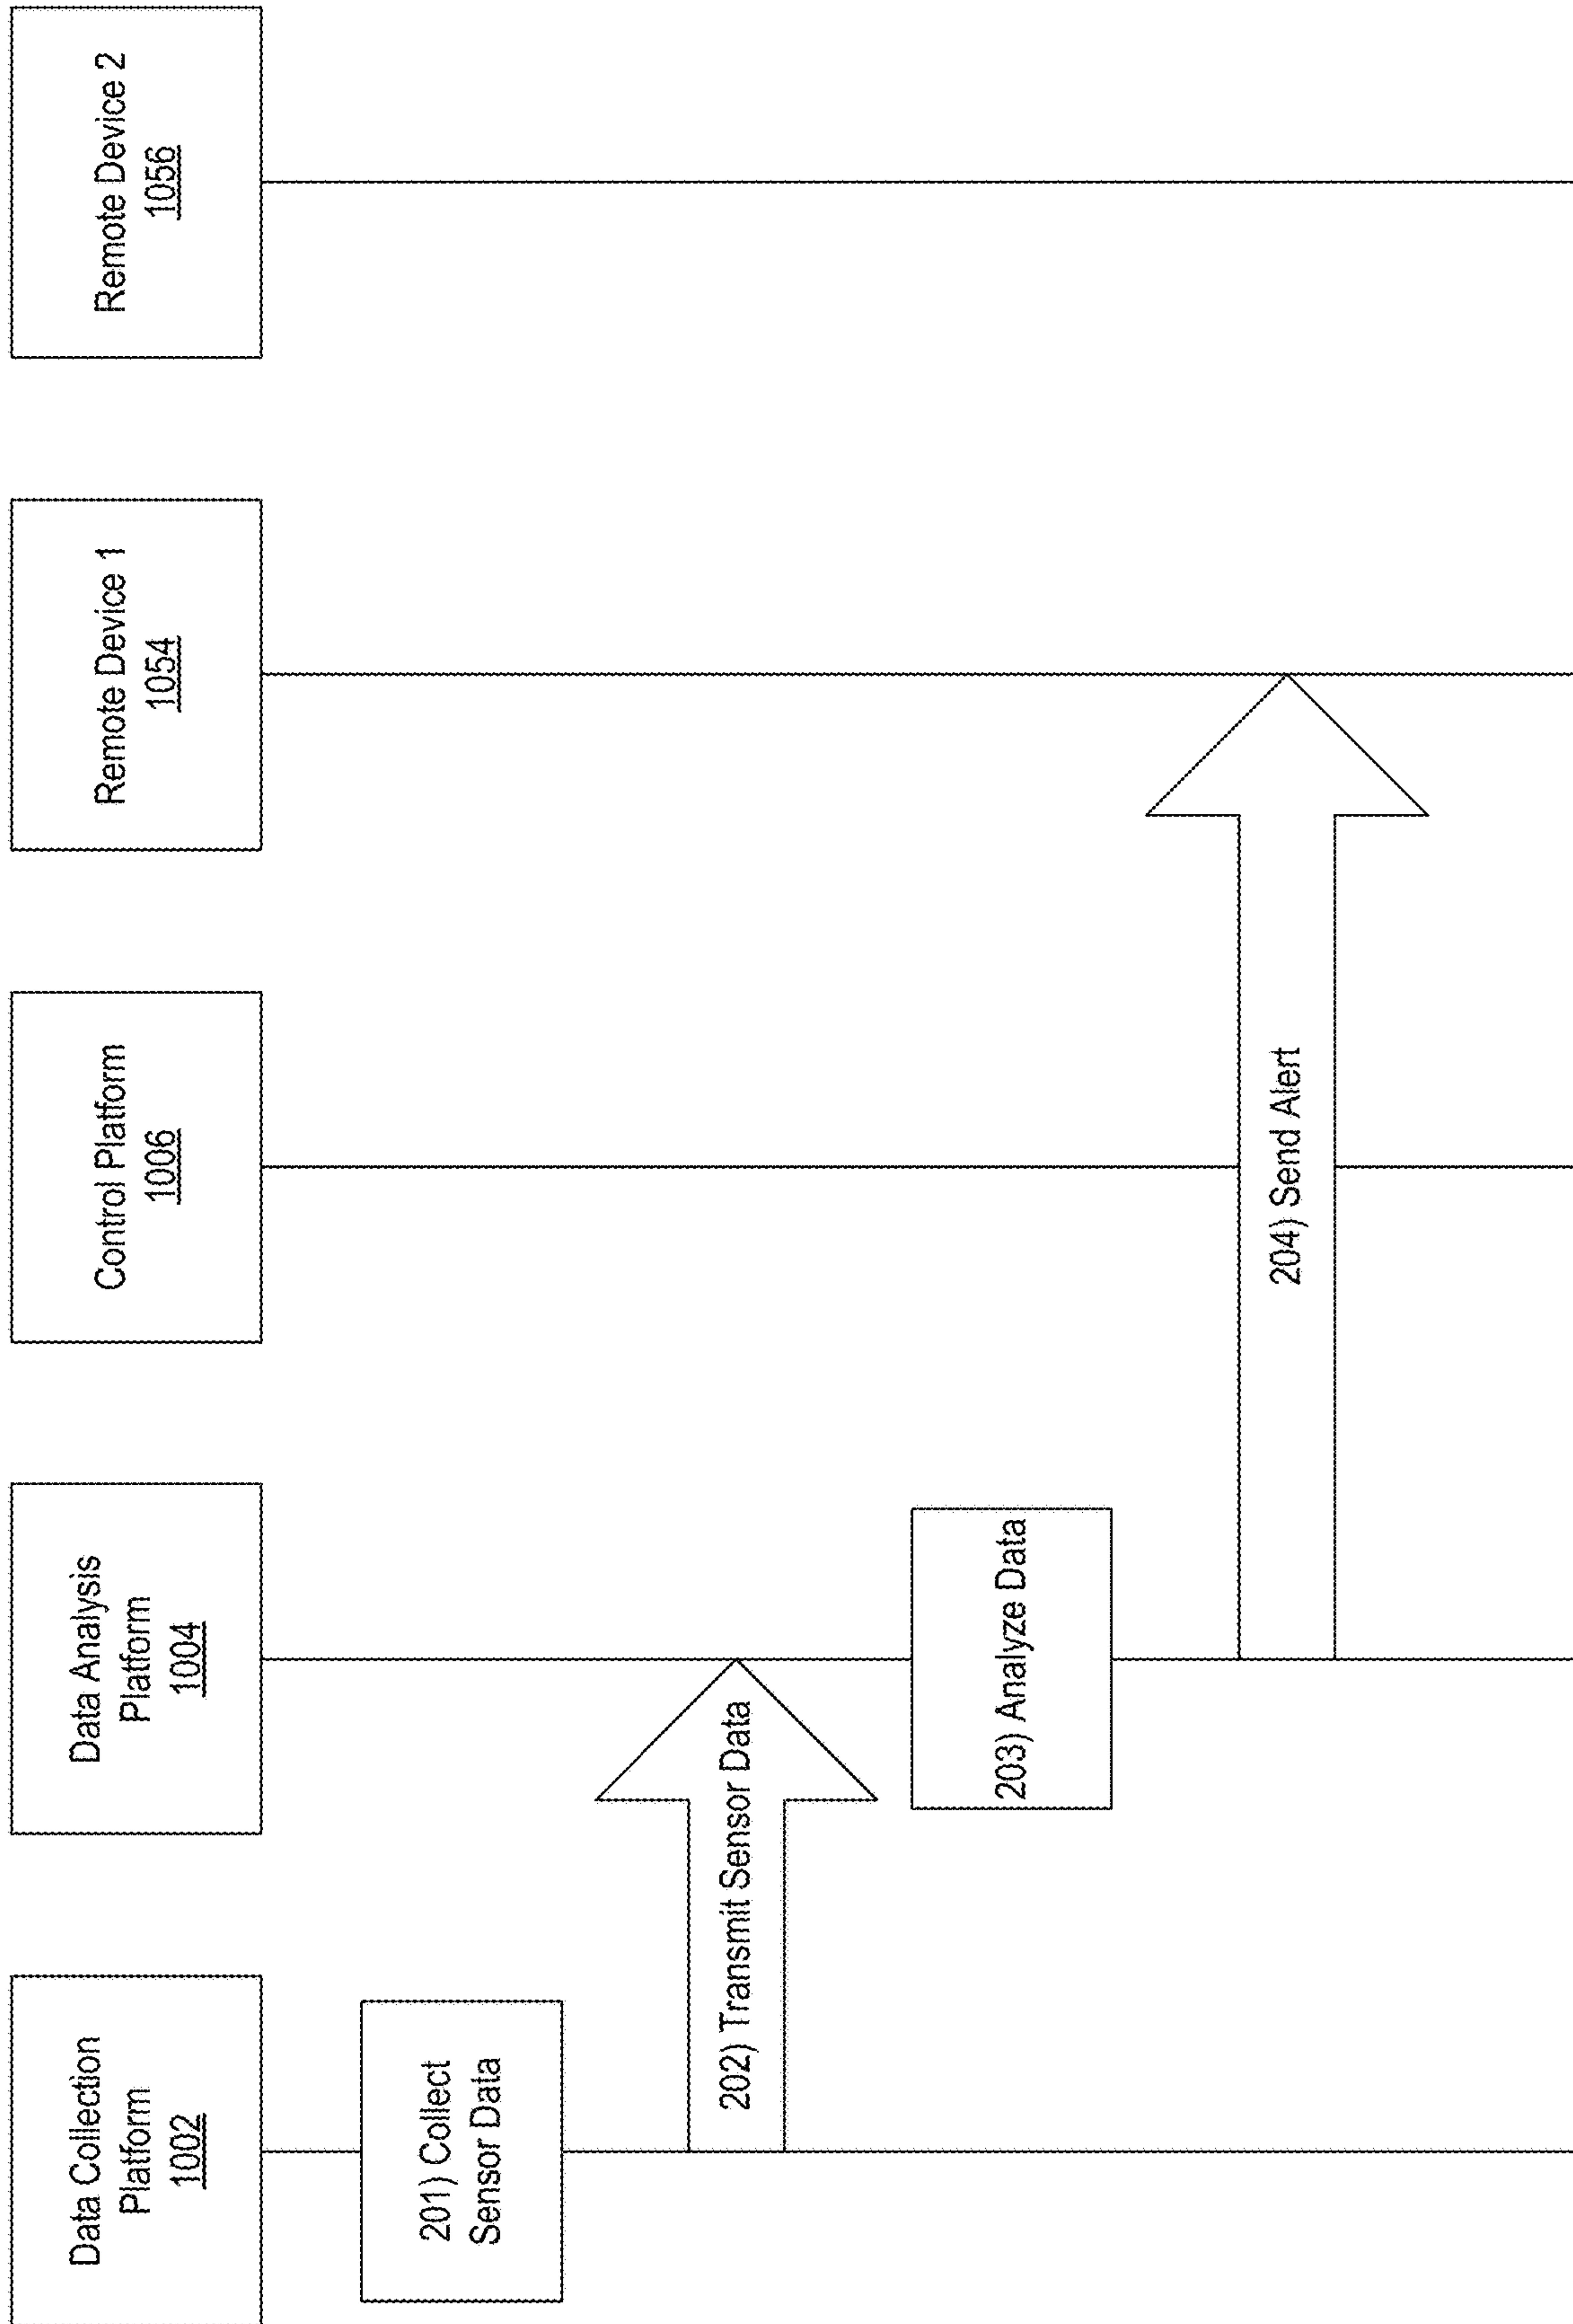 Data Collection
Platform
1002
Data Analysis
Platform
1004
Control Platform
1006
Remote Device 1
1054
Remote Device 2
1056
201) Collect
Sensor Data
202) Transmit Sensor Data
203) Analyze Data
204) Send Alert